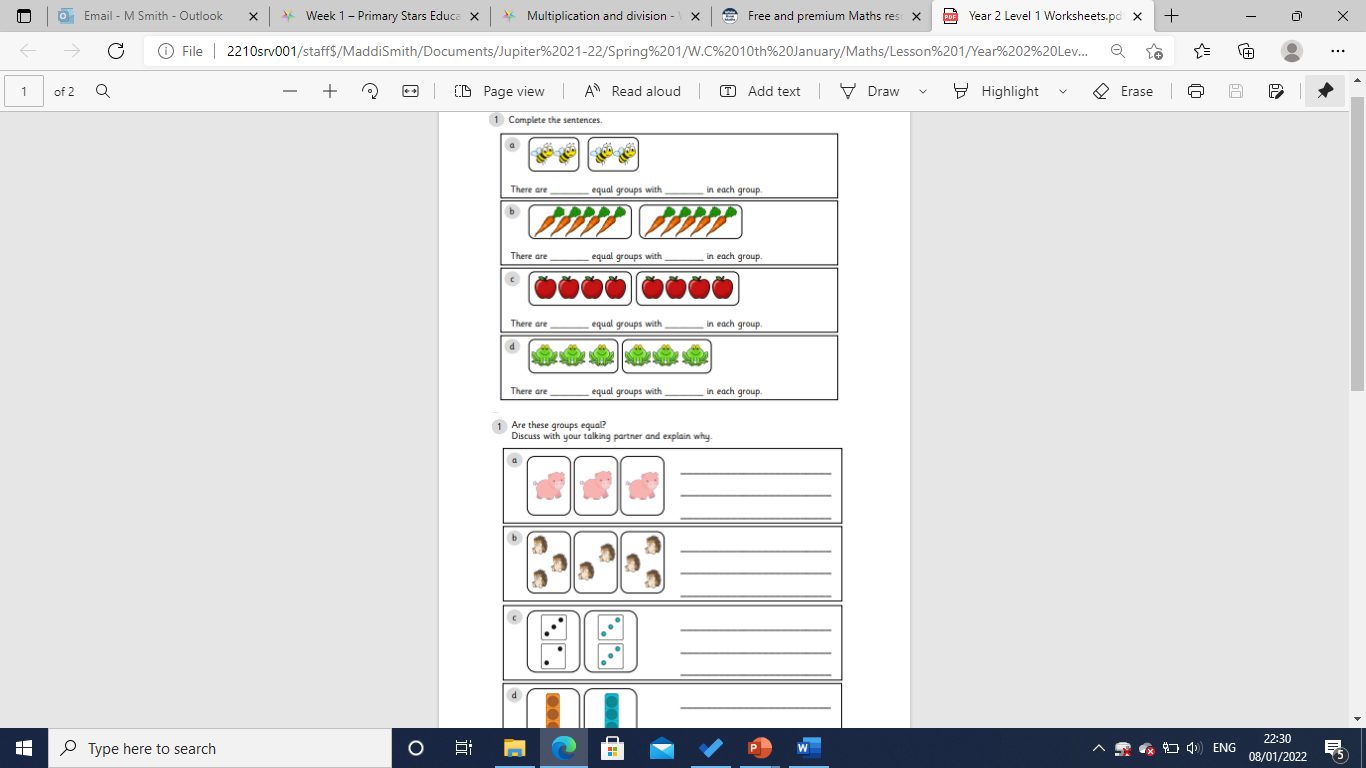 Email - M Smith - Outlook
Week 1 – Primary Stars Educa
Multiplication and division -
Free and premium Maths res
Year 2 Level 1 Worksheets.pd
File
2210srv001/staff$/MaddiSmith/Documents/Jupiter%2021-22/Spring%201/W.C%2010th%20January/Maths/Lesson%201/Year%202%20Lev...
1 of 2
Page view
Read aloud
Add text
Draw
Highlight
Erase
1 Complete the sentences.
a
There are ________ equal groups with ________ in each group.
b
There are ________ equal groups with ________ in each group.
c
There are ________ equal groups with ________ in each group.
d
There are ________ equal groups with ________ in each group.
1 Are these groups equal?
Discuss with your talking partner and explain why.
a
b
c
d
Type here to search
ENG
22:30
08/01/2022
5